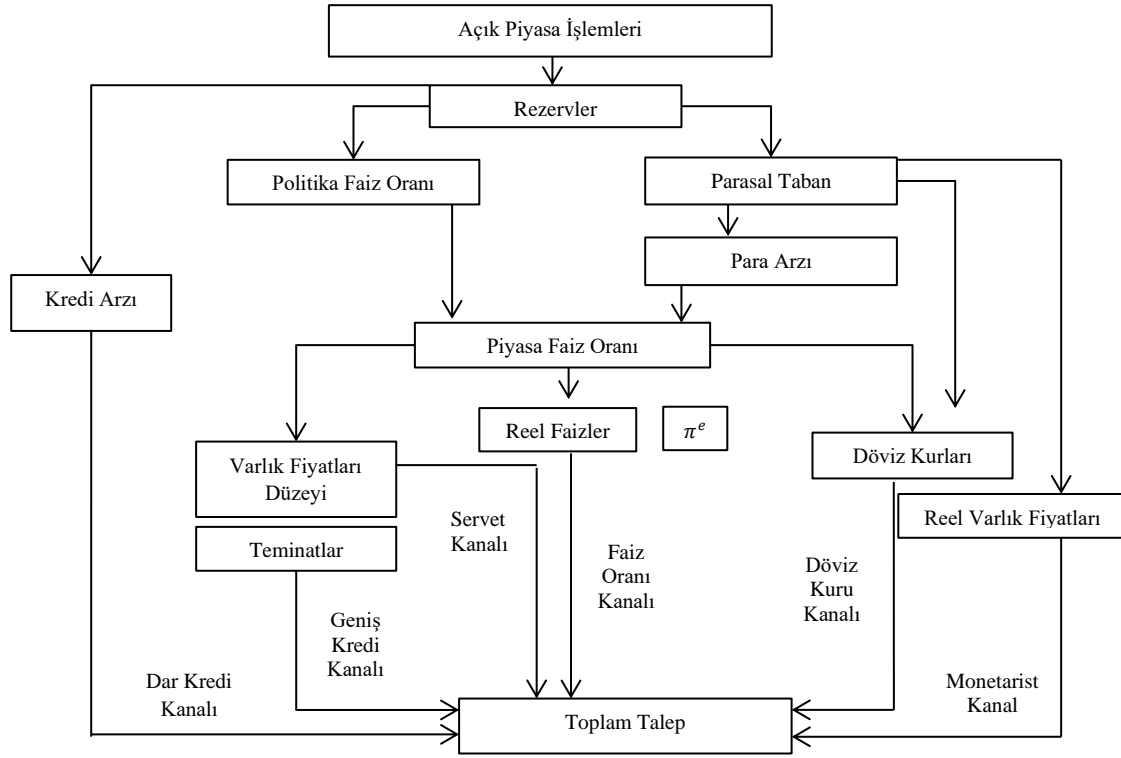 Açık Piyasa İşlemleri
Rezervler
Politika Faiz Oranı
Parasal Taban
Para Arzı
Kredi Arzı
Piyasa Faiz Oranı
Reel Faizler
π^e
Varlık Fiyatları
Düzeyi
Döviz Kurları
Reel Varlık Fiyatları
Teminatlar
Servet
Kanalı
Faiz
Oranı
Kanalı
Döviz
Kuru
Kanalı
Geniş
Kredi
Kanalı
Dar Kredi
Kanalı
Monetarist
Kanal
Toplam Talep